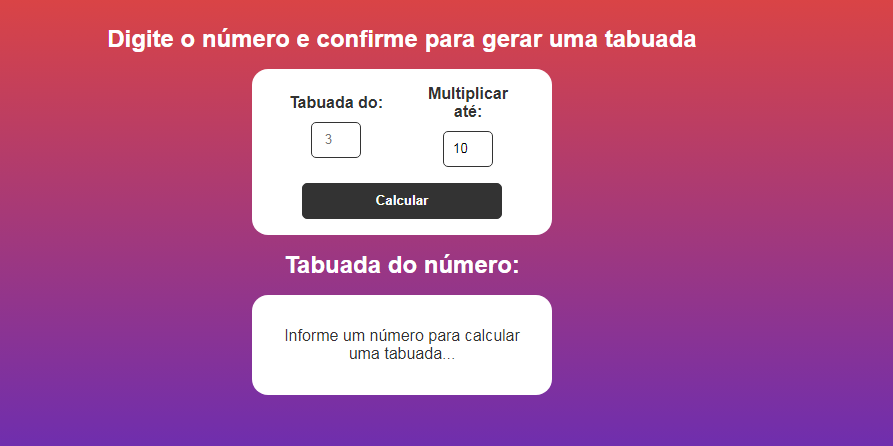 Digite o número e confirme para gerar uma tabuada
Tabuada do:
3
Multiplicar
até:
10
Calcular
Tabuada do número:
Informe um número para calcular
uma tabuada...